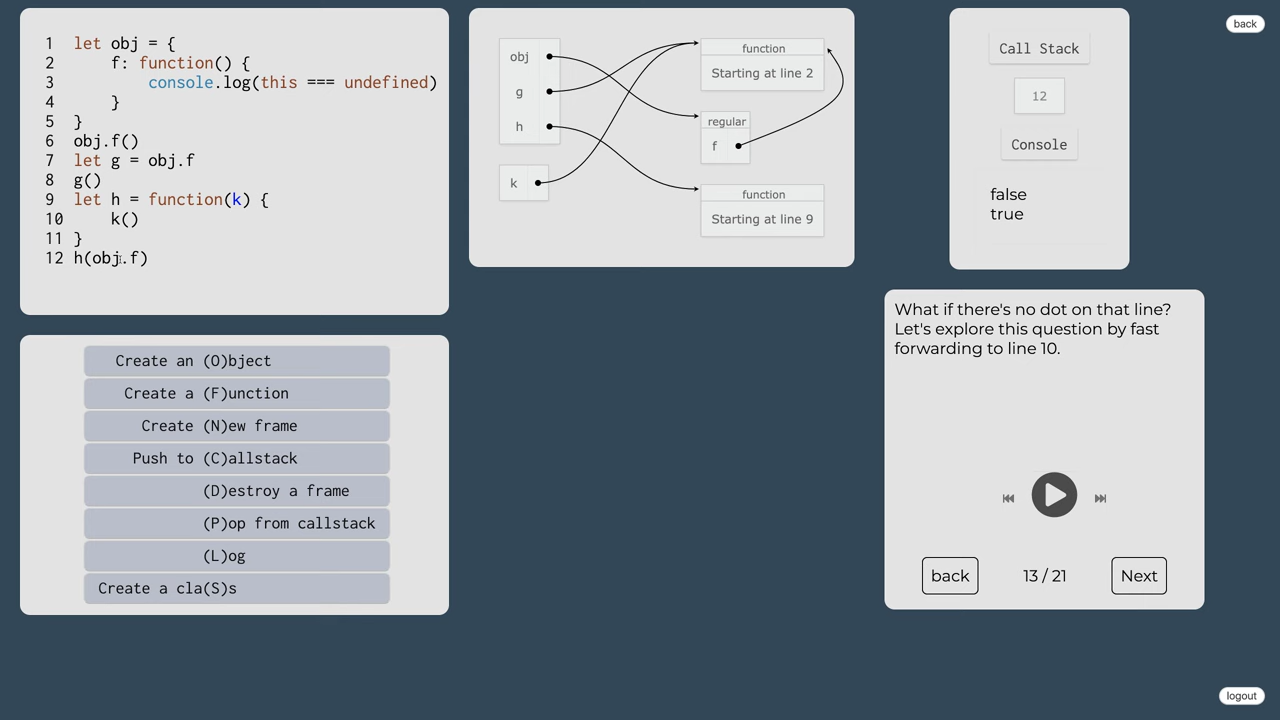 1 let obj = {
2 f: function() {
3 console.log(this === undefined)
4 }
5 }
6 obj.f()
7 let g = obj.f
8 g()
9 let h = function(k) {
10 k()
11 }
12 h(obj.f)
obj
g
h
k
function
Starting at line 2
regular
f
function
Starting at line 9
Call Stack
12
Console
false
true
back
Create an (O)bject
Create a (F)unction
Create (N)ew frame
Push to (C)allstack
(D)estroy a frame
(P)op from callstack
(L)og
Create a cla(S)s
What if there's no dot on that line?
Let's explore this question by fast
forwarding to line 10.
back
13 / 21
Next
logout